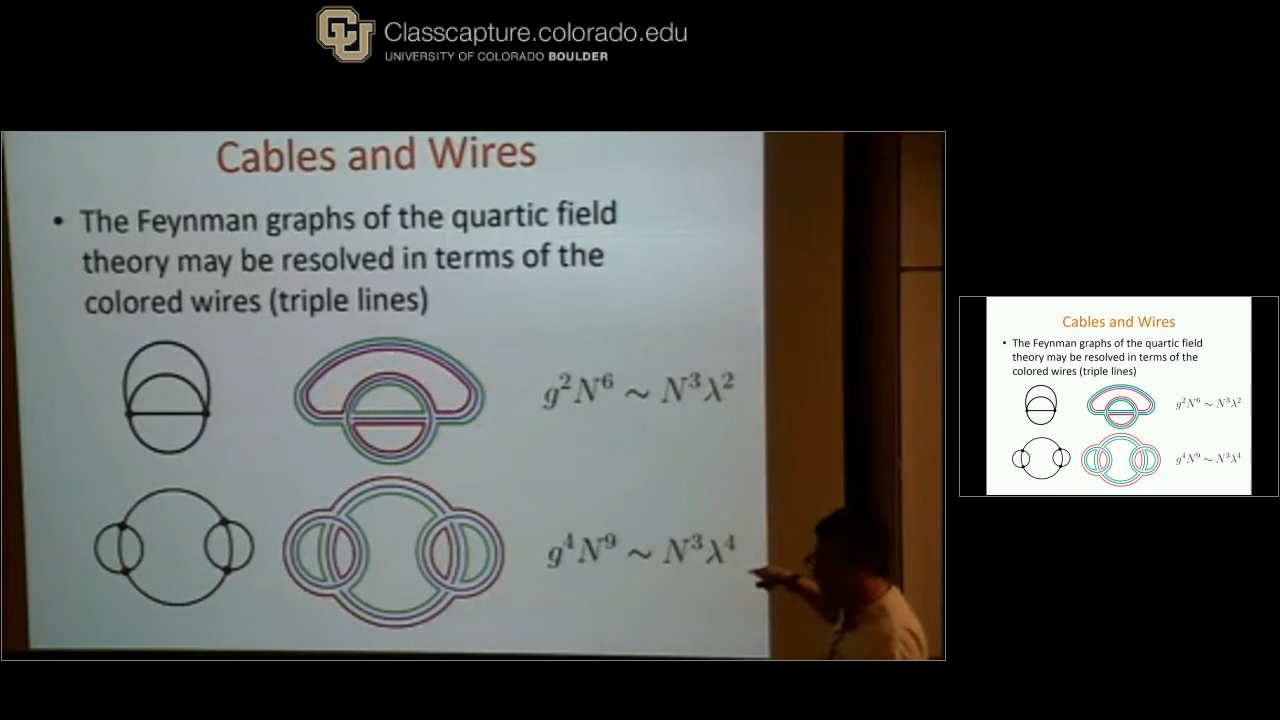 Classcapture.colorado.edu
UNIVERSITY OF COLORADO BOULDER
Cables and Wires
• The Feynman graphs of the quartic field
theory may be resolved in terms of the
colored wires (triple lines)
g²N⁶ ~ N³λ²
g⁴N⁹ ~ N³λ⁴
Cables and Wires
• The Feynman graphs of the quartic field
theory may be resolved in terms of the
colored wires (triple lines)
g²N⁶ ~ N³λ²
g⁴N⁹ ~ N³λ⁴